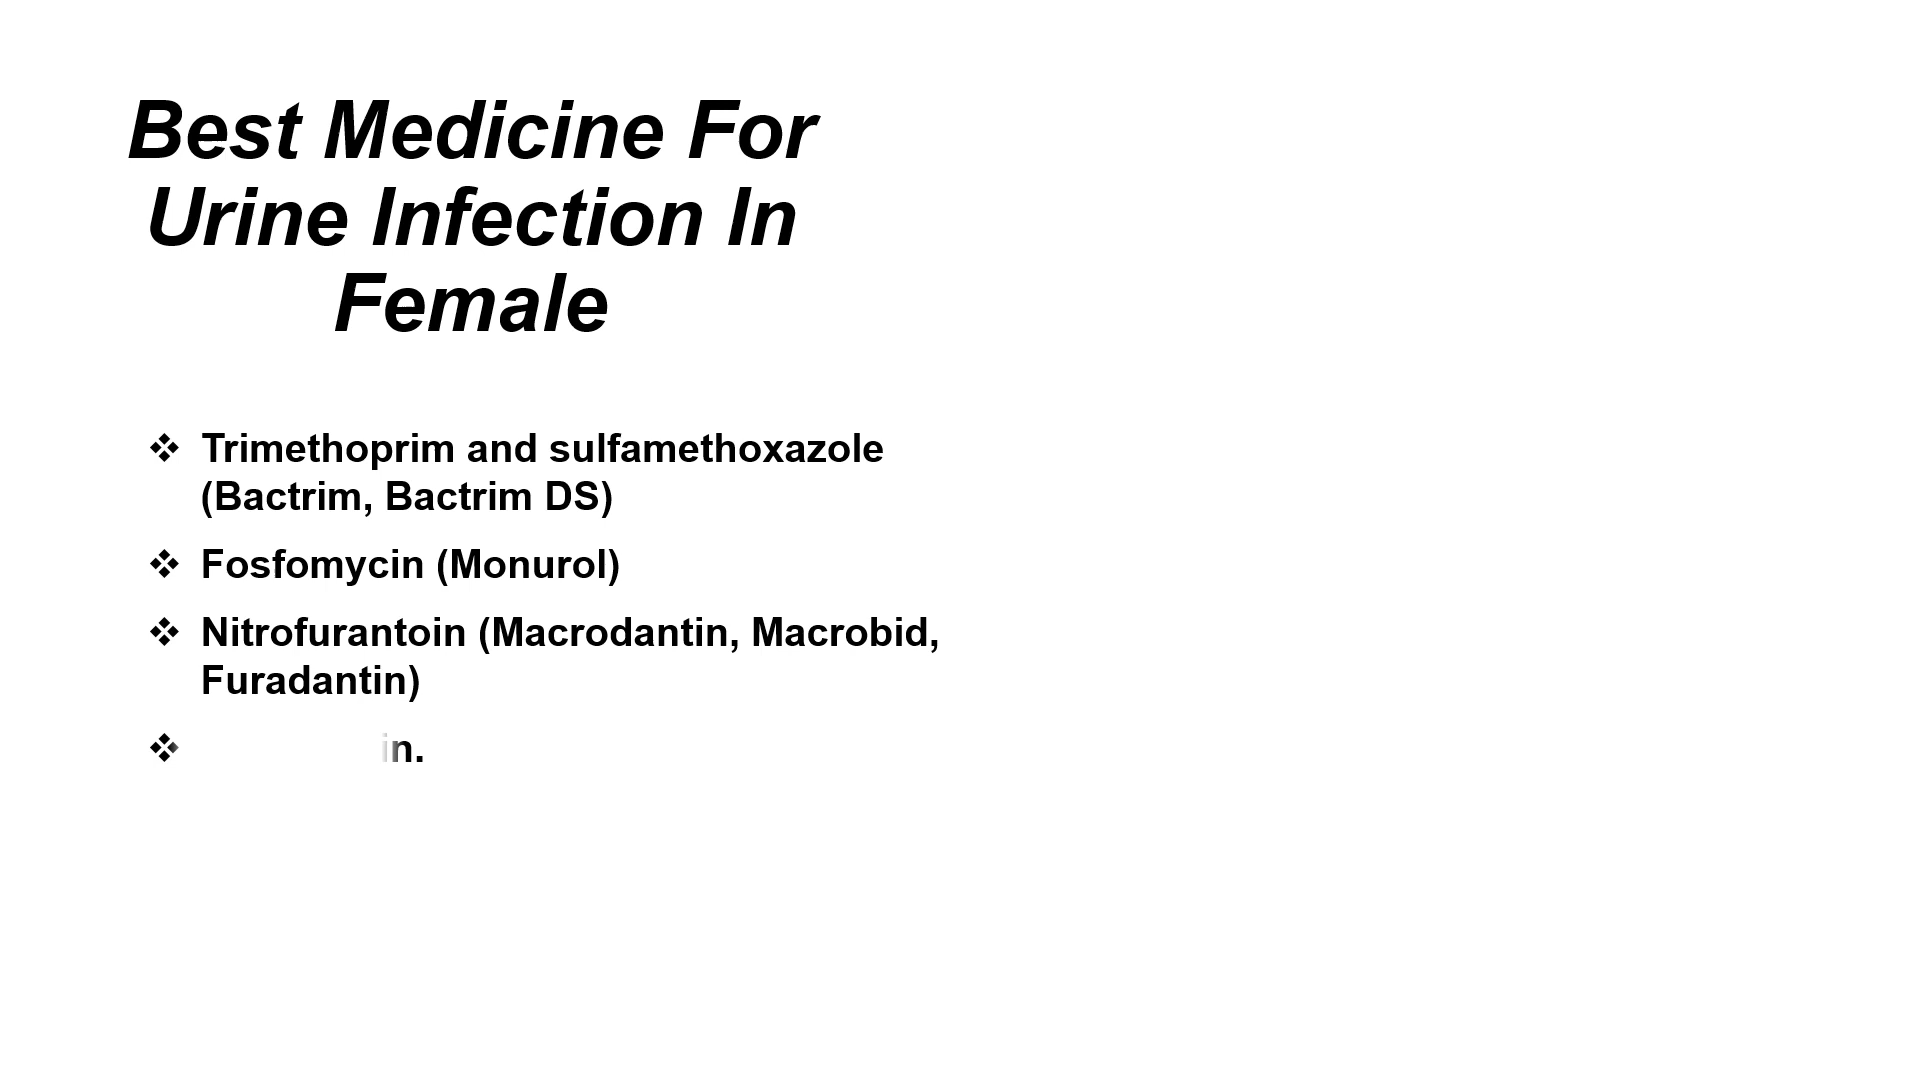 Best Medicine For
Urine Infection In
Female
❖ Trimethoprim and sulfamethoxazole
(Bactrim, Bactrim DS)
❖ Fosfomycin (Monurol)
❖ Nitrofurantoin (Macrodantin, Macrobid,
Furadantin)
❖